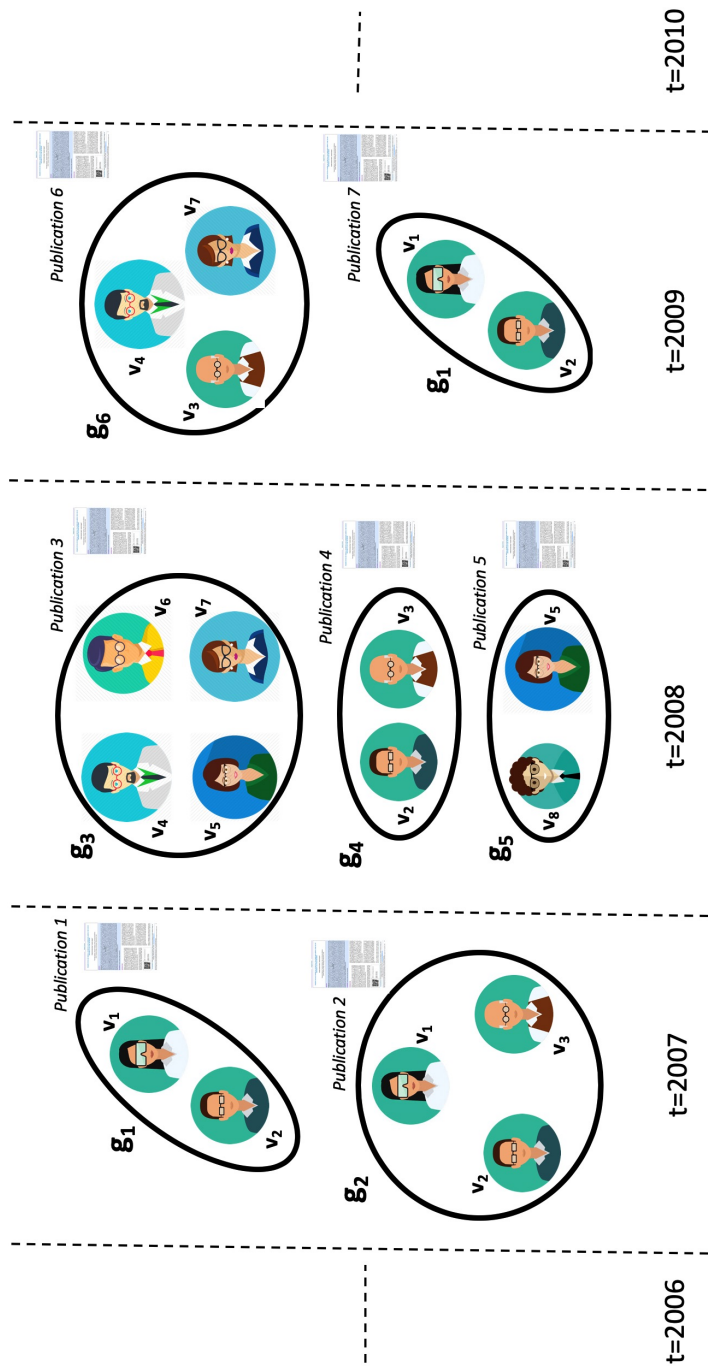 t=2006
g₁
v₁
v₂
Publication 1
g₂
v₁
v₂
v₃
Publication 2
t=2007
g₃
v₄
v₆
v₅
v₇
Publication 3
g₄
v₂
v₃
Publication 4
g₅
v₈
v₅
Publication 5
t=2008
g₆
v₄
v₃
v₇
Publication 6
g₁
v₁
v₂
Publication 7
t=2009
t=2010